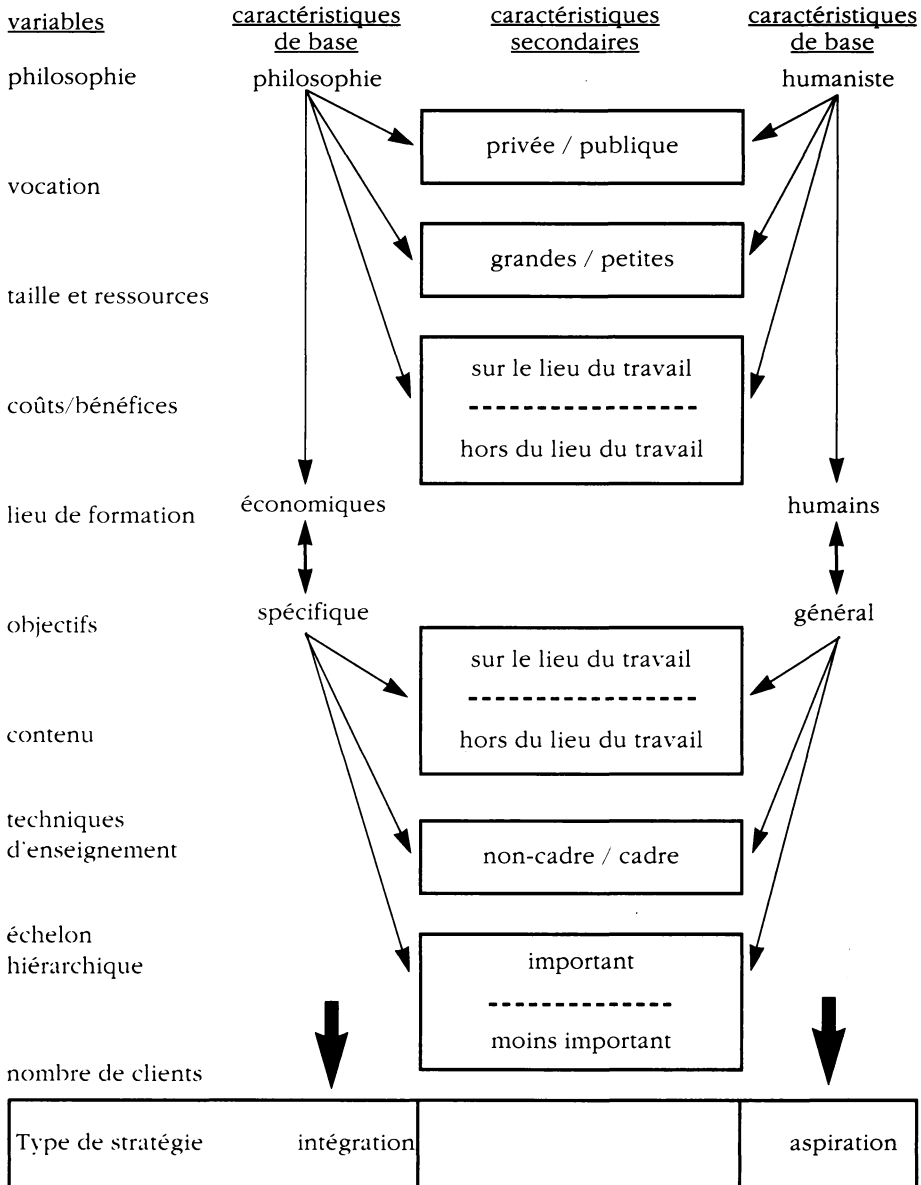 variables
caractéristiques
de base
caractéristiques
secondaires
caractéristiques
de base
philosophie
philosophie
humaniste
privée / publique
vocation
grandes / petites
taille et ressources
sur le lieu du travail
coûts/bénéfices
hors du lieu du travail
lieu de formation
économiques
humains
objectifs
spécifique
général
sur le lieu du travail
contenu
hors du lieu du travail
techniques
d'enseignement
non-cadre / cadre
échelon
hiérarchique
important
moins important
nombre de clients
Type de stratégie
intégration
aspiration